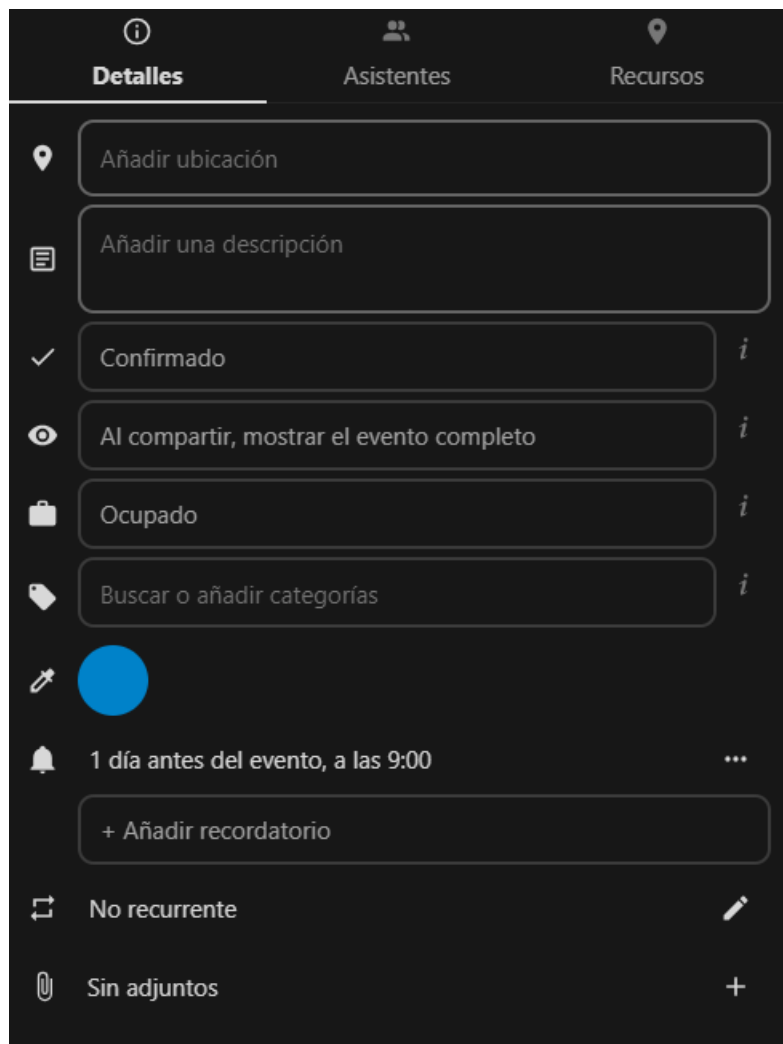 Detalles
Asistentes
Recursos
Añadir ubicación
Añadir una descripción
Confirmado
i
Al compartir, mostrar el evento completo
i
Ocupado
i
Buscar o añadir categorías
i
1 día antes del evento, a las 9:00
+ Añadir recordatorio
No recurrente
Sin adjuntos